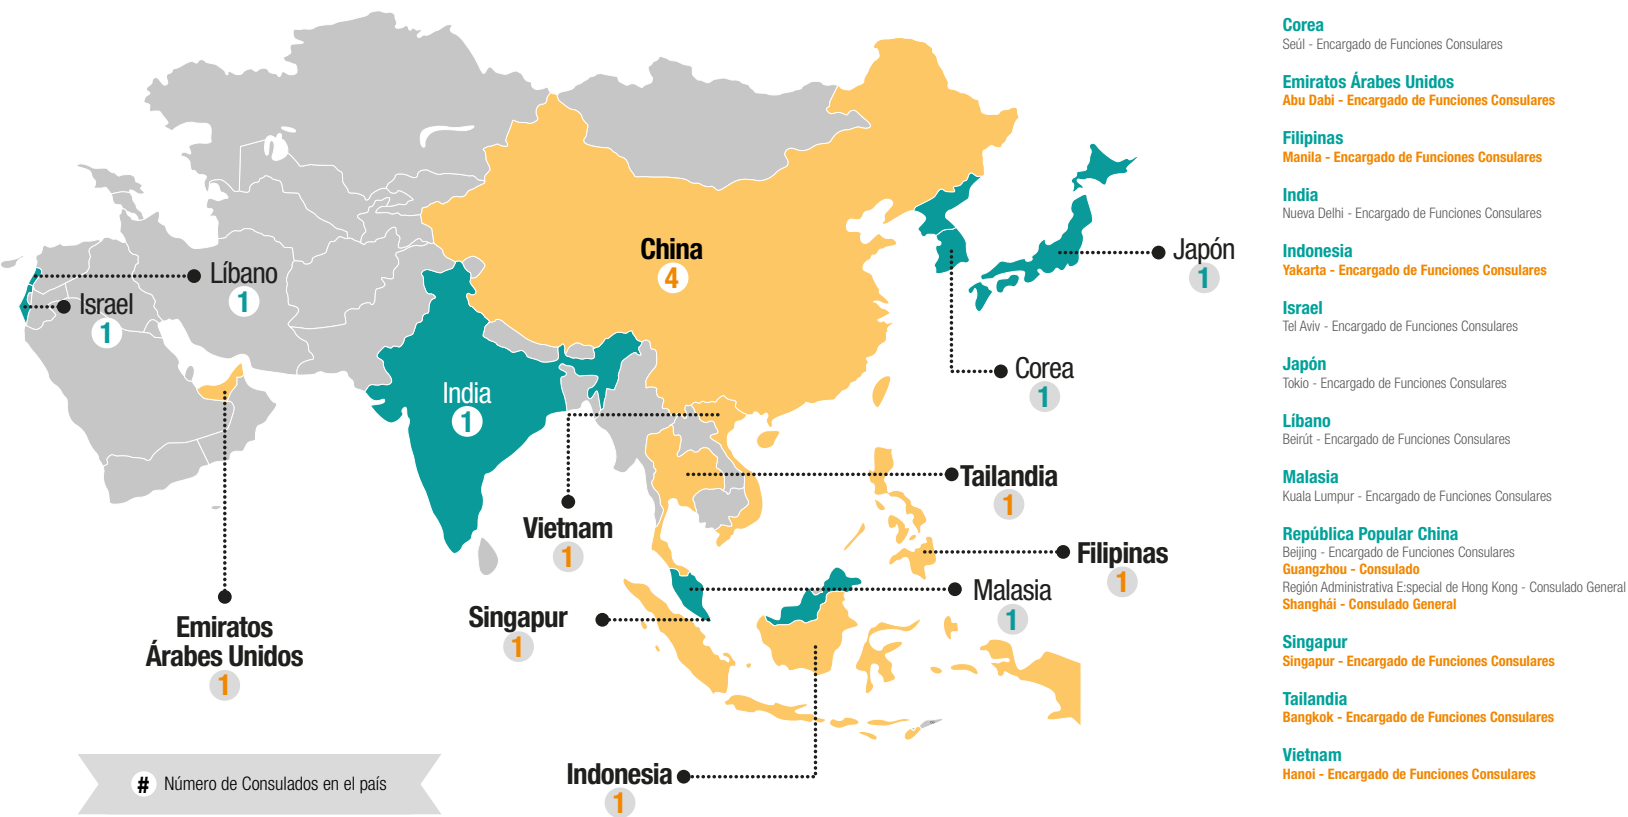 China
4
Japón
1
Líbano
1
Israel
1
Corea
1
India
1
Tailandia
1
Vietnam
1
Filipinas
1
Malasia
1
Singapur
1
Emiratos
Árabes Unidos
1
Indonesia
1
# Número de Consulados en el país
Corea
Seúl - Encargado de Funciones Consulares
Emiratos Árabes Unidos
Abu Dabi - Encargado de Funciones Consulares
Filipinas
Manila - Encargado de Funciones Consulares
India
Nueva Delhi - Encargado de Funciones Consulares
Indonesia
Yakarta - Encargado de Funciones Consulares
Israel
Tel Aviv - Encargado de Funciones Consulares
Japón
Tokio - Encargado de Funciones Consulares
Líbano
Beirút - Encargado de Funciones Consulares
Malasia
Kuala Lumpur - Encargado de Funciones Consulares
República Popular China
Beijing - Encargado de Funciones Consulares
Guangzhou - Consulado
Región Administrativa E:special de Hong Kong - Consulado General
Shanghái - Consulado General
Singapur
Singapur - Encargado de Funciones Consulares
Tailandia
Bangkok - Encargado de Funciones Consulares
Vietnam
Hanoi - Encargado de Funciones Consulares